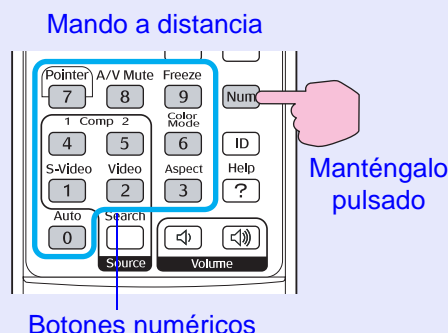 Mando a distancia
Pointer A/V Mute Freeze
7 8 9 Num
1 Comp 2 Color Mode
4 5 6 ID
S-Video Video Aspect Help
1 2 3 ?
Manténgalo
pulsado
Auto Search
0
Source Volume
Botones numéricos